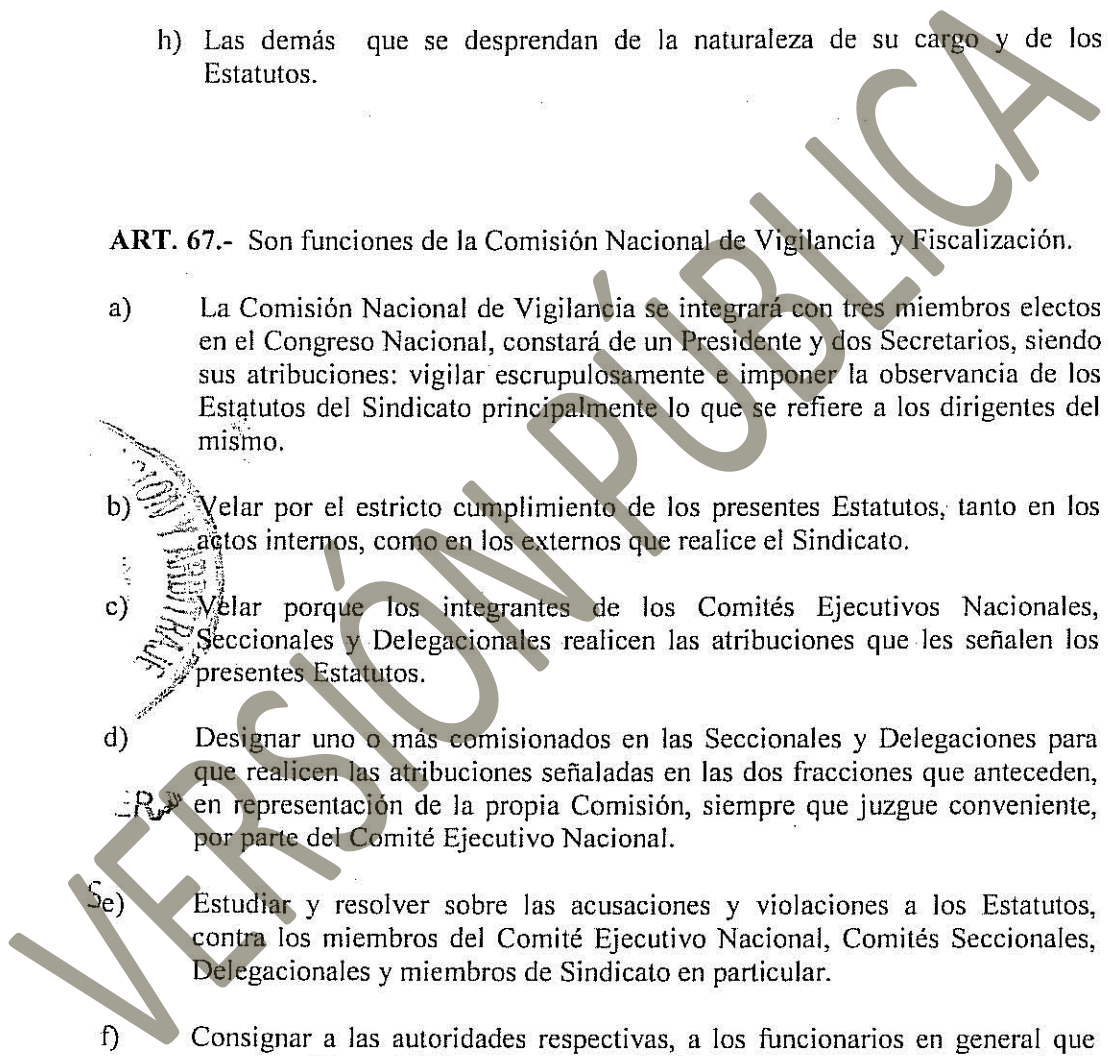 h) Las demás que se desprendan de la naturaleza de su cargo y de los
Estatutos.
ART. 67.- Son funciones de la Comisión Nacional de Vigilancia y Fiscalización.
a) La Comisión Nacional de Vigilancia se integrará con tres miembros electos
en el Congreso Nacional, constará de un Presidente y dos Secretarios, siendo
sus atribuciones: vigilar escrupulosamente e imponer la observancia de los
Estatutos del Sindicato principalmente lo que se refiere a los dirigentes del
mismo.
b) Velar por el estricto cumplimiento de los presentes Estatutos, tanto en los
actos internos, como en los externos que realice el Sindicato.
c) Velar porque los integrantes de los Comités Ejecutivos Nacionales,
Seccionales y Delegacionales realicen las atribuciones que les señalen los
presentes Estatutos.
d) Designar uno o más comisionados en las Seccionales y Delegaciones para
que realicen las atribuciones señaladas en las dos fracciones que anteceden,
en representación de la propia Comisión, siempre que juzgue conveniente,
por parte del Comité Ejecutivo Nacional.
e) Estudiar y resolver sobre las acusaciones y violaciones a los Estatutos,
contra los miembros del Comité Ejecutivo Nacional, Comités Seccionales,
Delegacionales y miembros de Sindicato en particular.
f) Consignar a las autoridades respectivas, a los funcionarios en general que
VERSIÓN PÚBLICA
Y ARBITRAJE